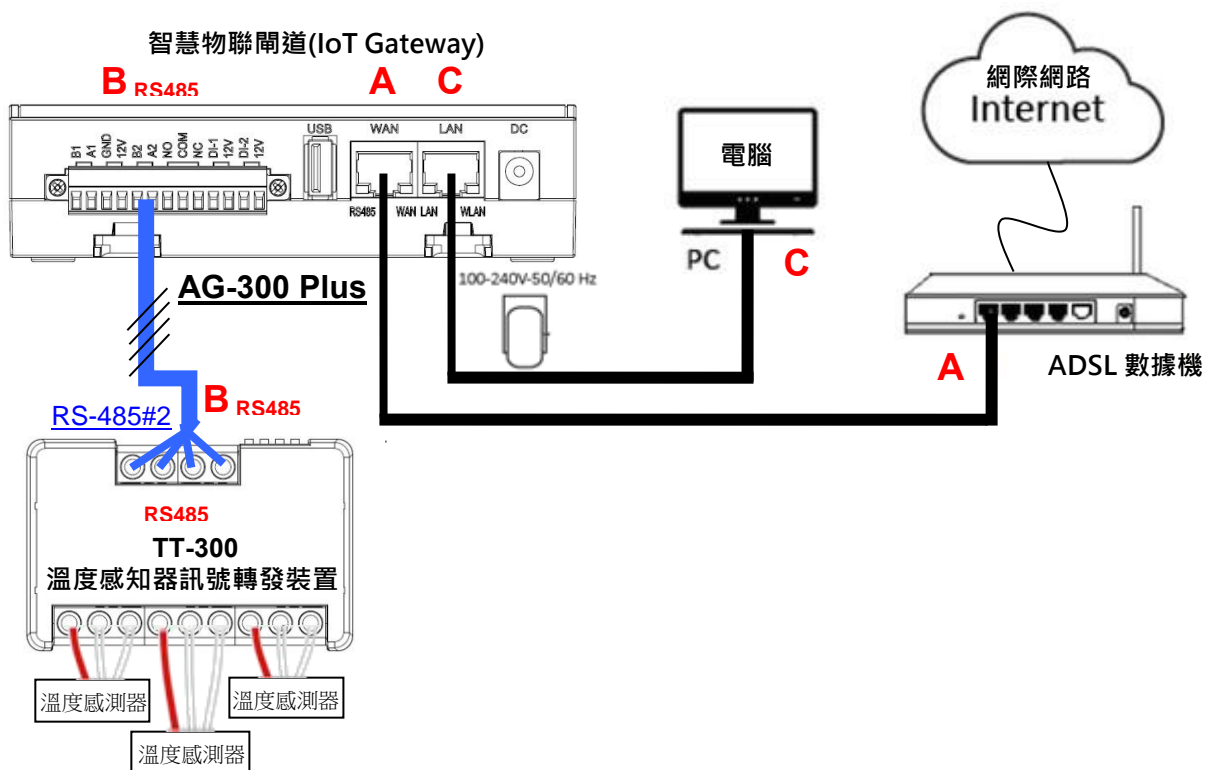 智慧物聯閘道(IoT Gateway)
B RS485
A
C
B1
A1
GND
12V
B2
A2
NO
COM
NC
DI-1
12V
DI-2
12V
USB
WAN
LAN
DC
RS485
WAN
LAN
WLAN
電腦
PC
C
網際網路
Internet
100-240V-50/60 Hz
AG-300 Plus
A
ADSL 數據機
RS-485#2
B RS485
RS485
TT-300
溫度感知器訊號轉發裝置
溫度感測器
溫度感測器
溫度感測器